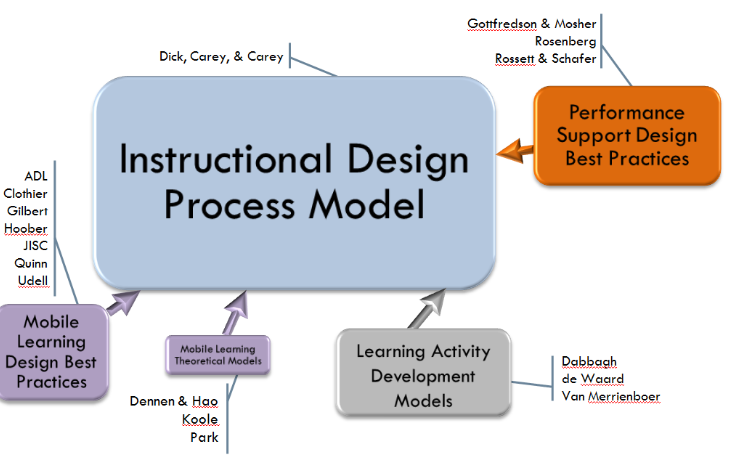 Gottfredson & Mosher
Rosenberg
Rossett & Schafer
Dick, Carey, & Carey
Performance
Support Design
Best Practices
Instructional Design
Process Model
ADL
Clothier
Gilbert
Hoober
JISC
Quinn
Udell
Mobile
Learning
Design Best
Practices
Mobile Learning
Theoretical Models
Learning Activity
Development
Models
Dabbagh
de Waard
Van Merrienboer
Dennen & Hao
Koole
Park